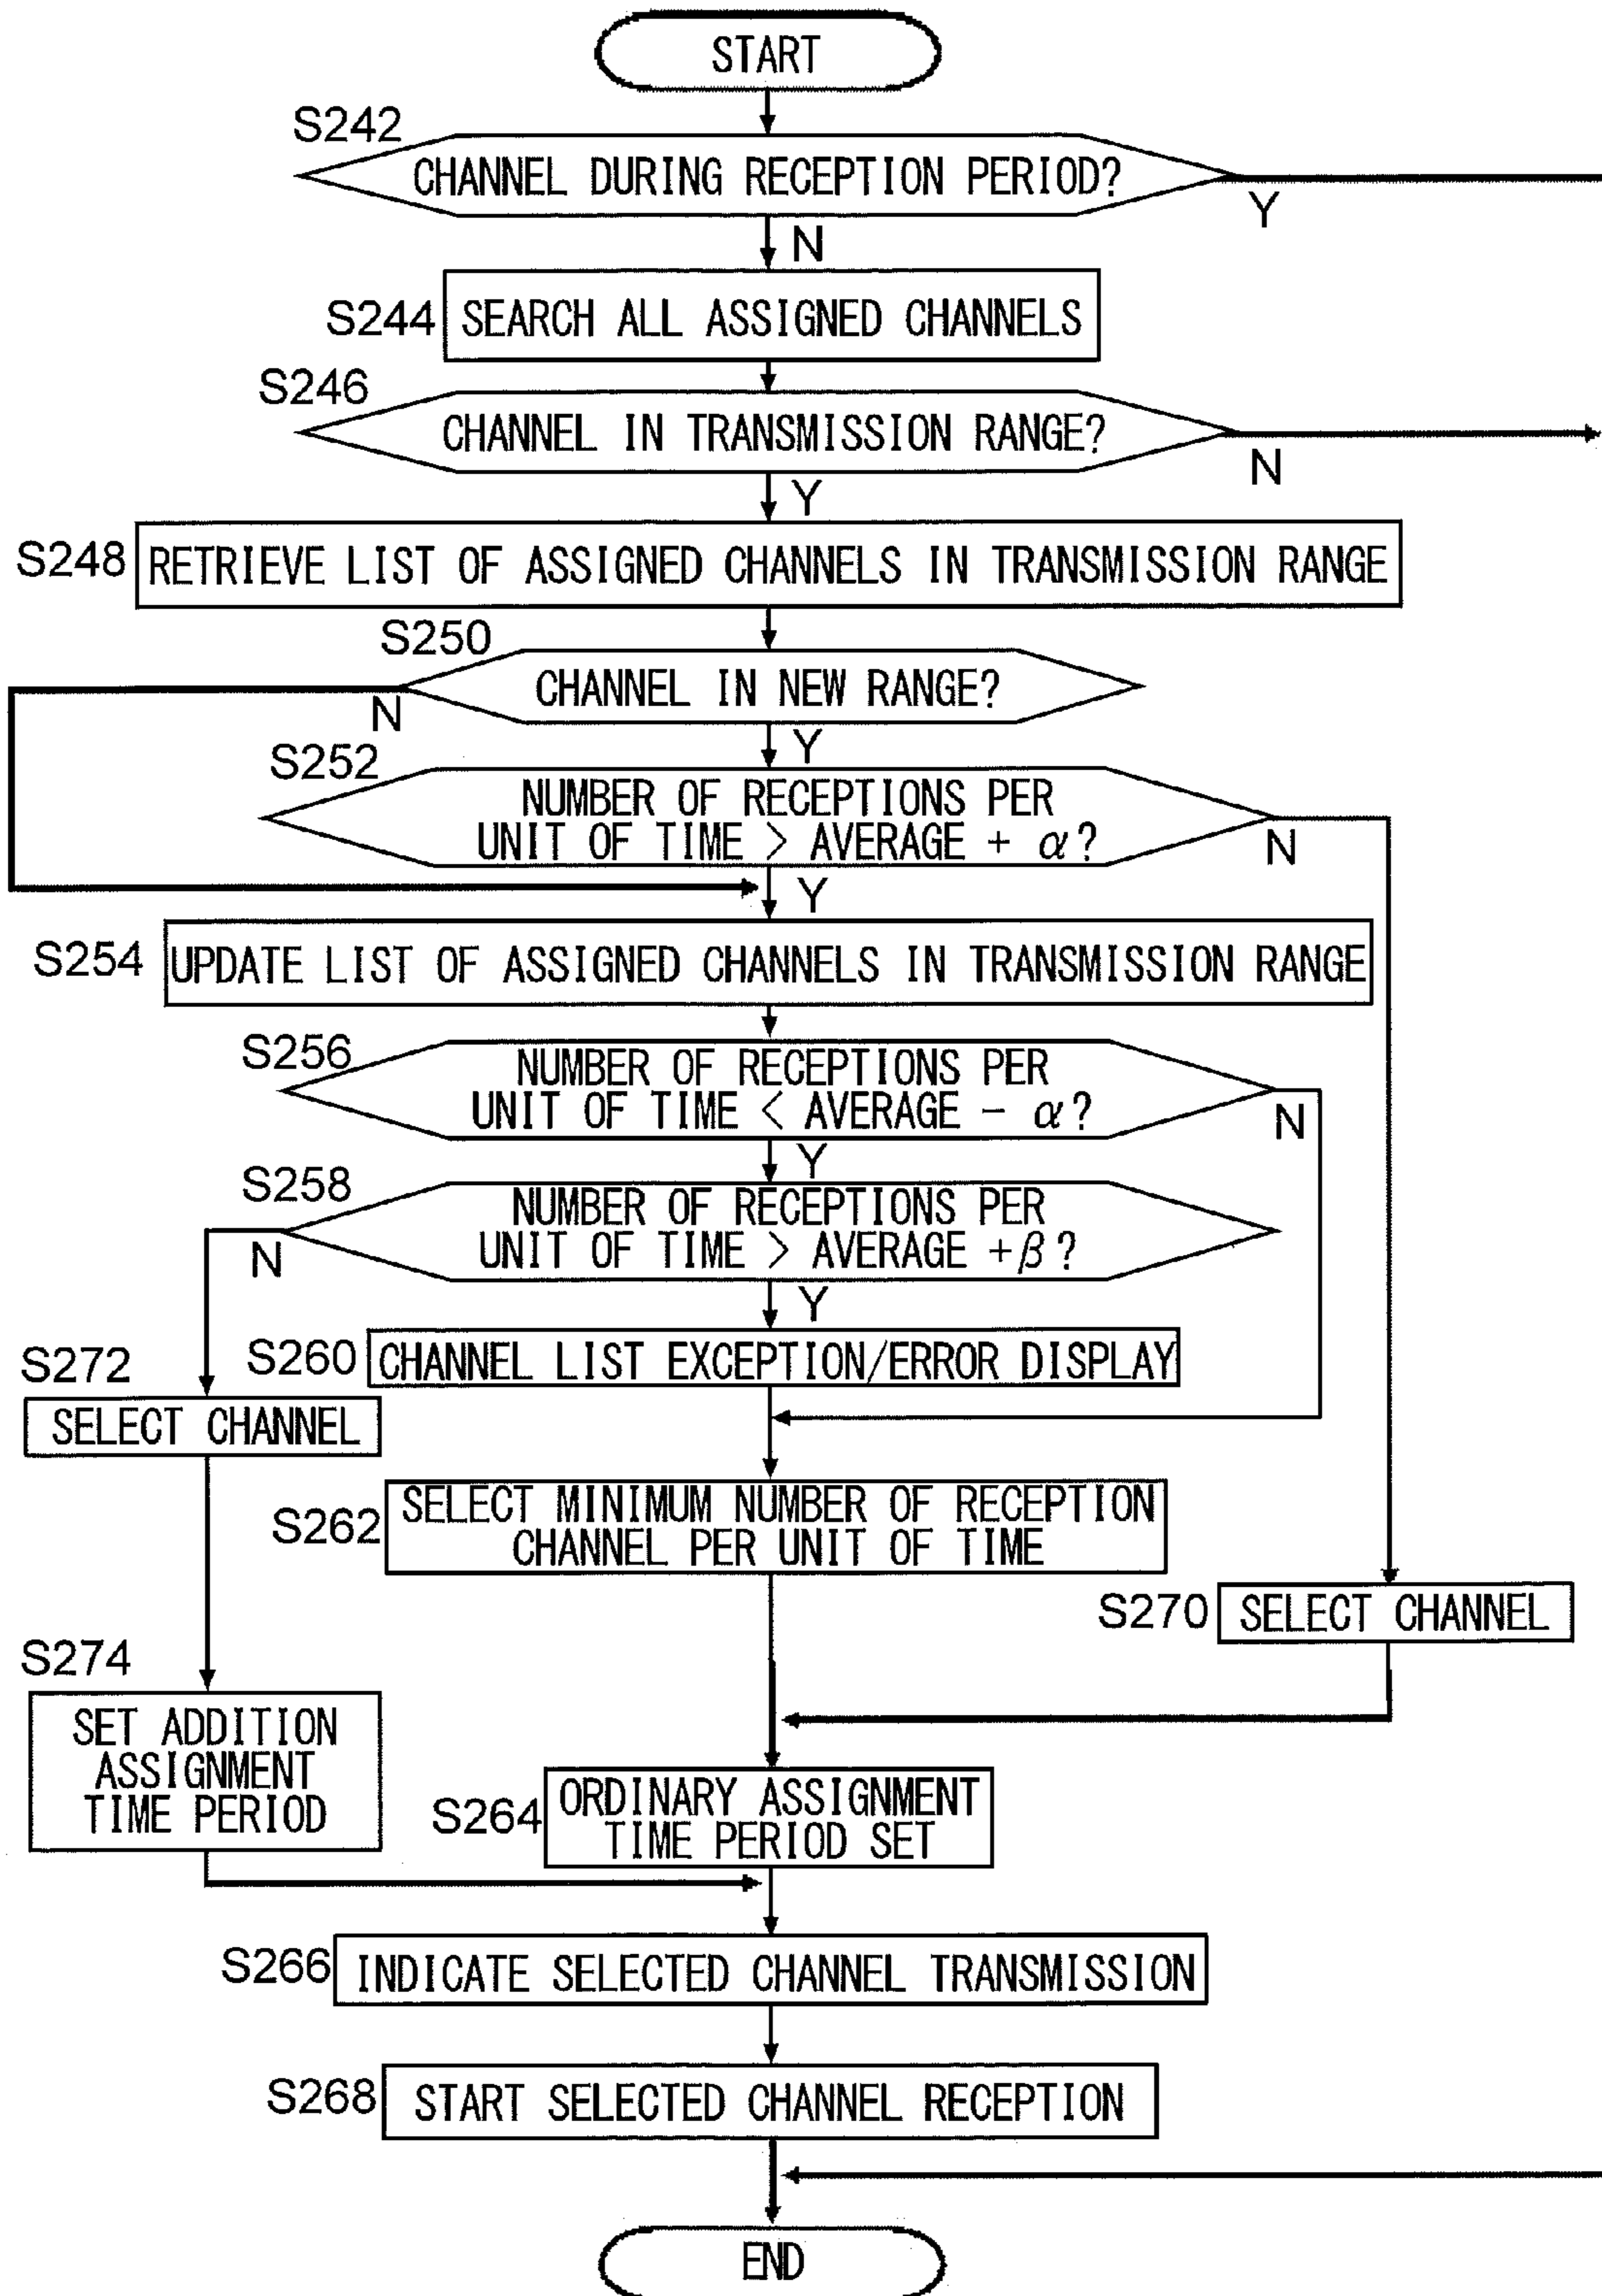 START
S242
CHANNEL DURING RECEPTION PERIOD?
Y
N
S244
SEARCH ALL ASSIGNED CHANNELS
S246
CHANNEL IN TRANSMISSION RANGE?
N
Y
S248
RETRIEVE LIST OF ASSIGNED CHANNELS IN TRANSMISSION RANGE
S250
CHANNEL IN NEW RANGE?
N
Y
S252
NUMBER OF RECEPTIONS PER
UNIT OF TIME > AVERAGE + α?
N
Y
S254
UPDATE LIST OF ASSIGNED CHANNELS IN TRANSMISSION RANGE
S256
NUMBER OF RECEPTIONS PER
UNIT OF TIME < AVERAGE - α?
N
Y
S258
NUMBER OF RECEPTIONS PER
UNIT OF TIME > AVERAGE +β?
N
Y
S260
CHANNEL LIST EXCEPTION/ERROR DISPLAY
S272
SELECT CHANNEL
S262
SELECT MINIMUM NUMBER OF RECEPTION
CHANNEL PER UNIT OF TIME
S270
SELECT CHANNEL
S274
SET ADDITION
ASSIGNMENT
TIME PERIOD
S264
ORDINARY ASSIGNMENT
TIME PERIOD SET
S266
INDICATE SELECTED CHANNEL TRANSMISSION
S268
START SELECTED CHANNEL RECEPTION
END